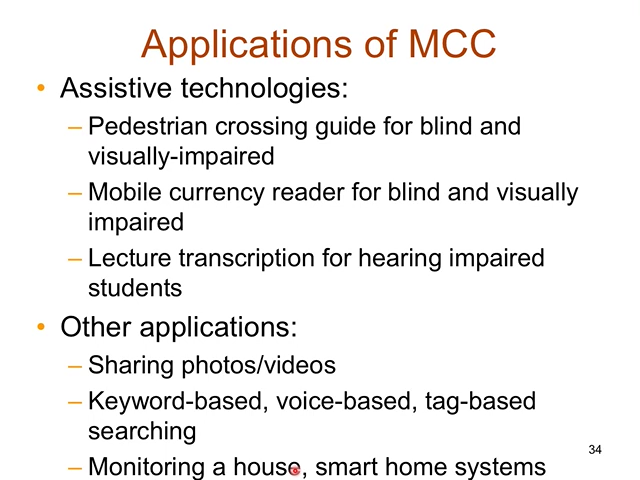 Applications of MCC
• Assistive technologies:
– Pedestrian crossing guide for blind and
visually-impaired
– Mobile currency reader for blind and visually
impaired
– Lecture transcription for hearing impaired
students
• Other applications:
– Sharing photos/videos
– Keyword-based, voice-based, tag-based
searching
– Monitoring a house, smart home systems
34